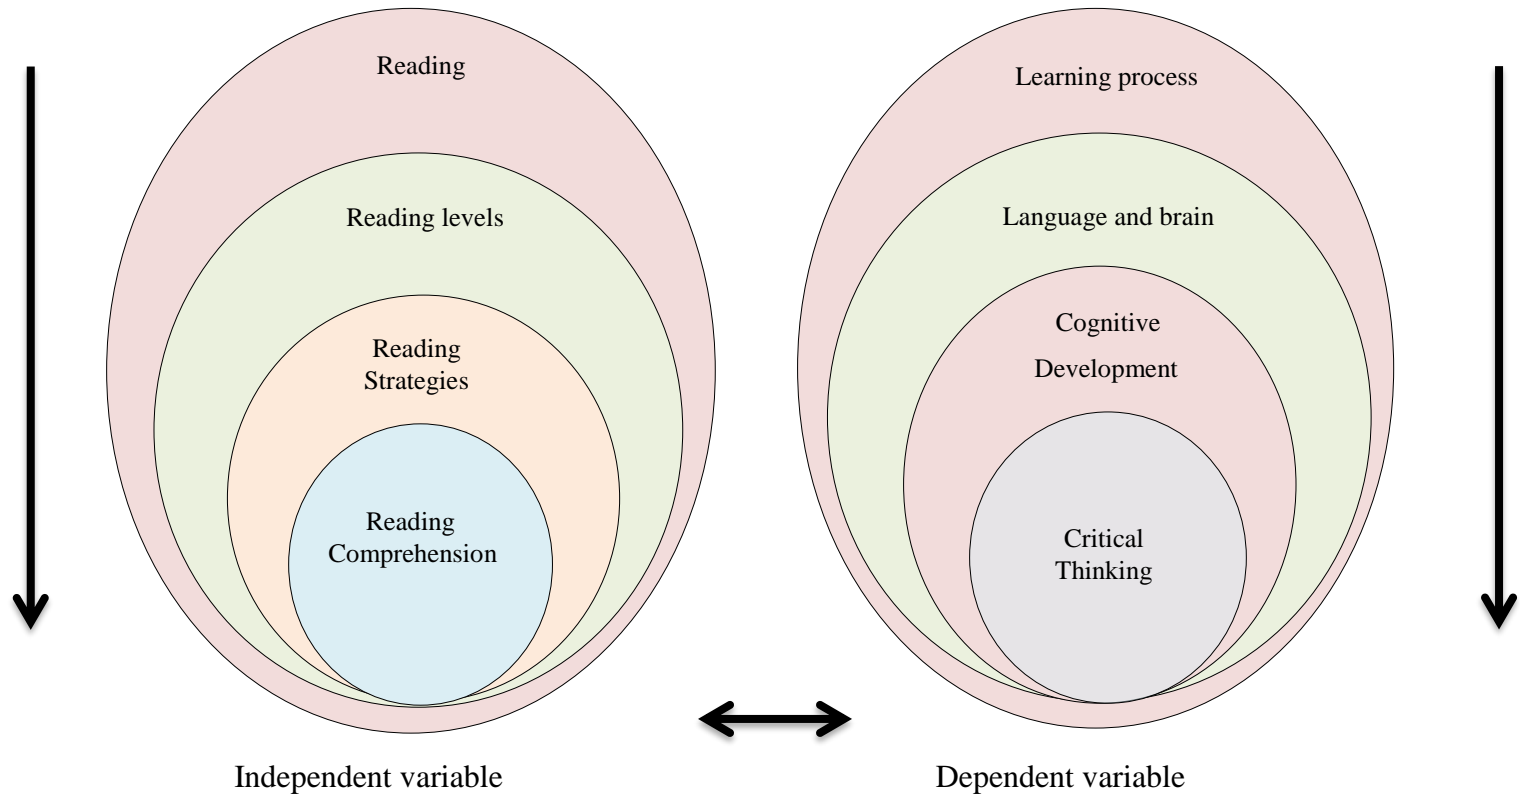 Reading
Reading levels
Reading
Strategies
Reading
Comprehension
Independent variable
Learning process
Language and brain
Cognitive
Development
Critical
Thinking
Dependent variable